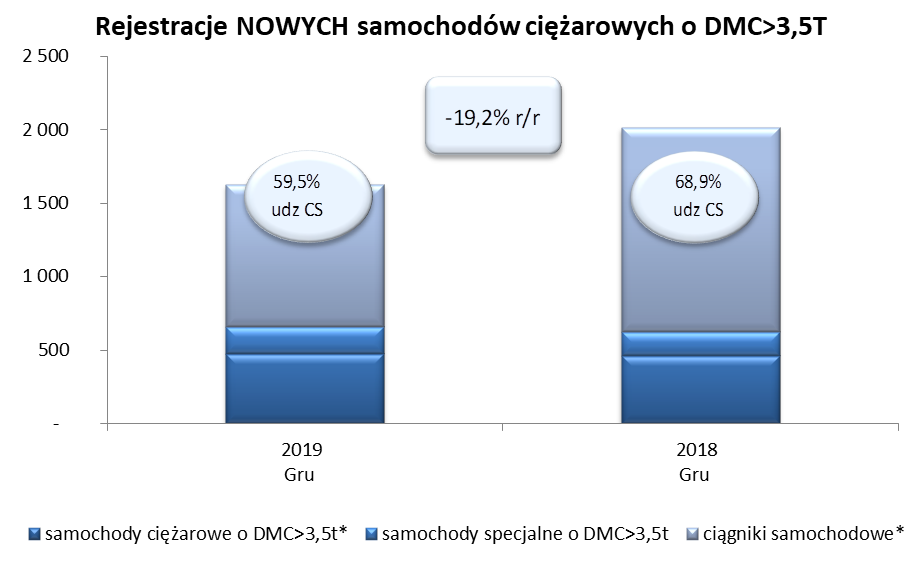 Rejestracje NOWYCH samochodów ciężarowych o DMC>3,5T
2 500
2 000
1 500
1 000
500
-
-19,2% r/r
59,5%
udz CS
68,9%
udz CS
2019
Gru
2018
Gru
samochody ciężarowe o DMC>3,5t* samochody specjalne o DMC>3,5t ciągniki samochodowe*